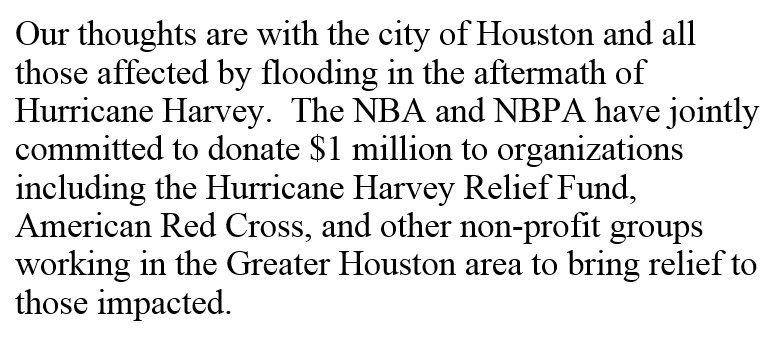 Our thoughts are with the city of Houston and all
those affected by flooding in the aftermath of
Hurricane Harvey.  The NBA and NBPA have jointly
committed to donate $1 million to organizations
including the Hurricane Harvey Relief Fund,
American Red Cross, and other non-profit groups
working in the Greater Houston area to bring relief to
those impacted.